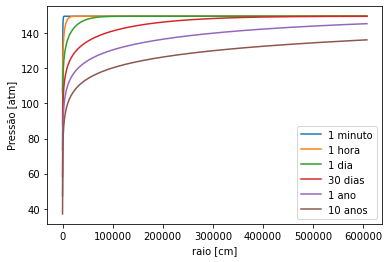 140
120
100
80
60
40
Pressão [atm]
0
100000
200000
300000
400000
500000
600000
raio [cm]
1 minuto
1 hora
1 dia
30 dias
1 ano
10 anos